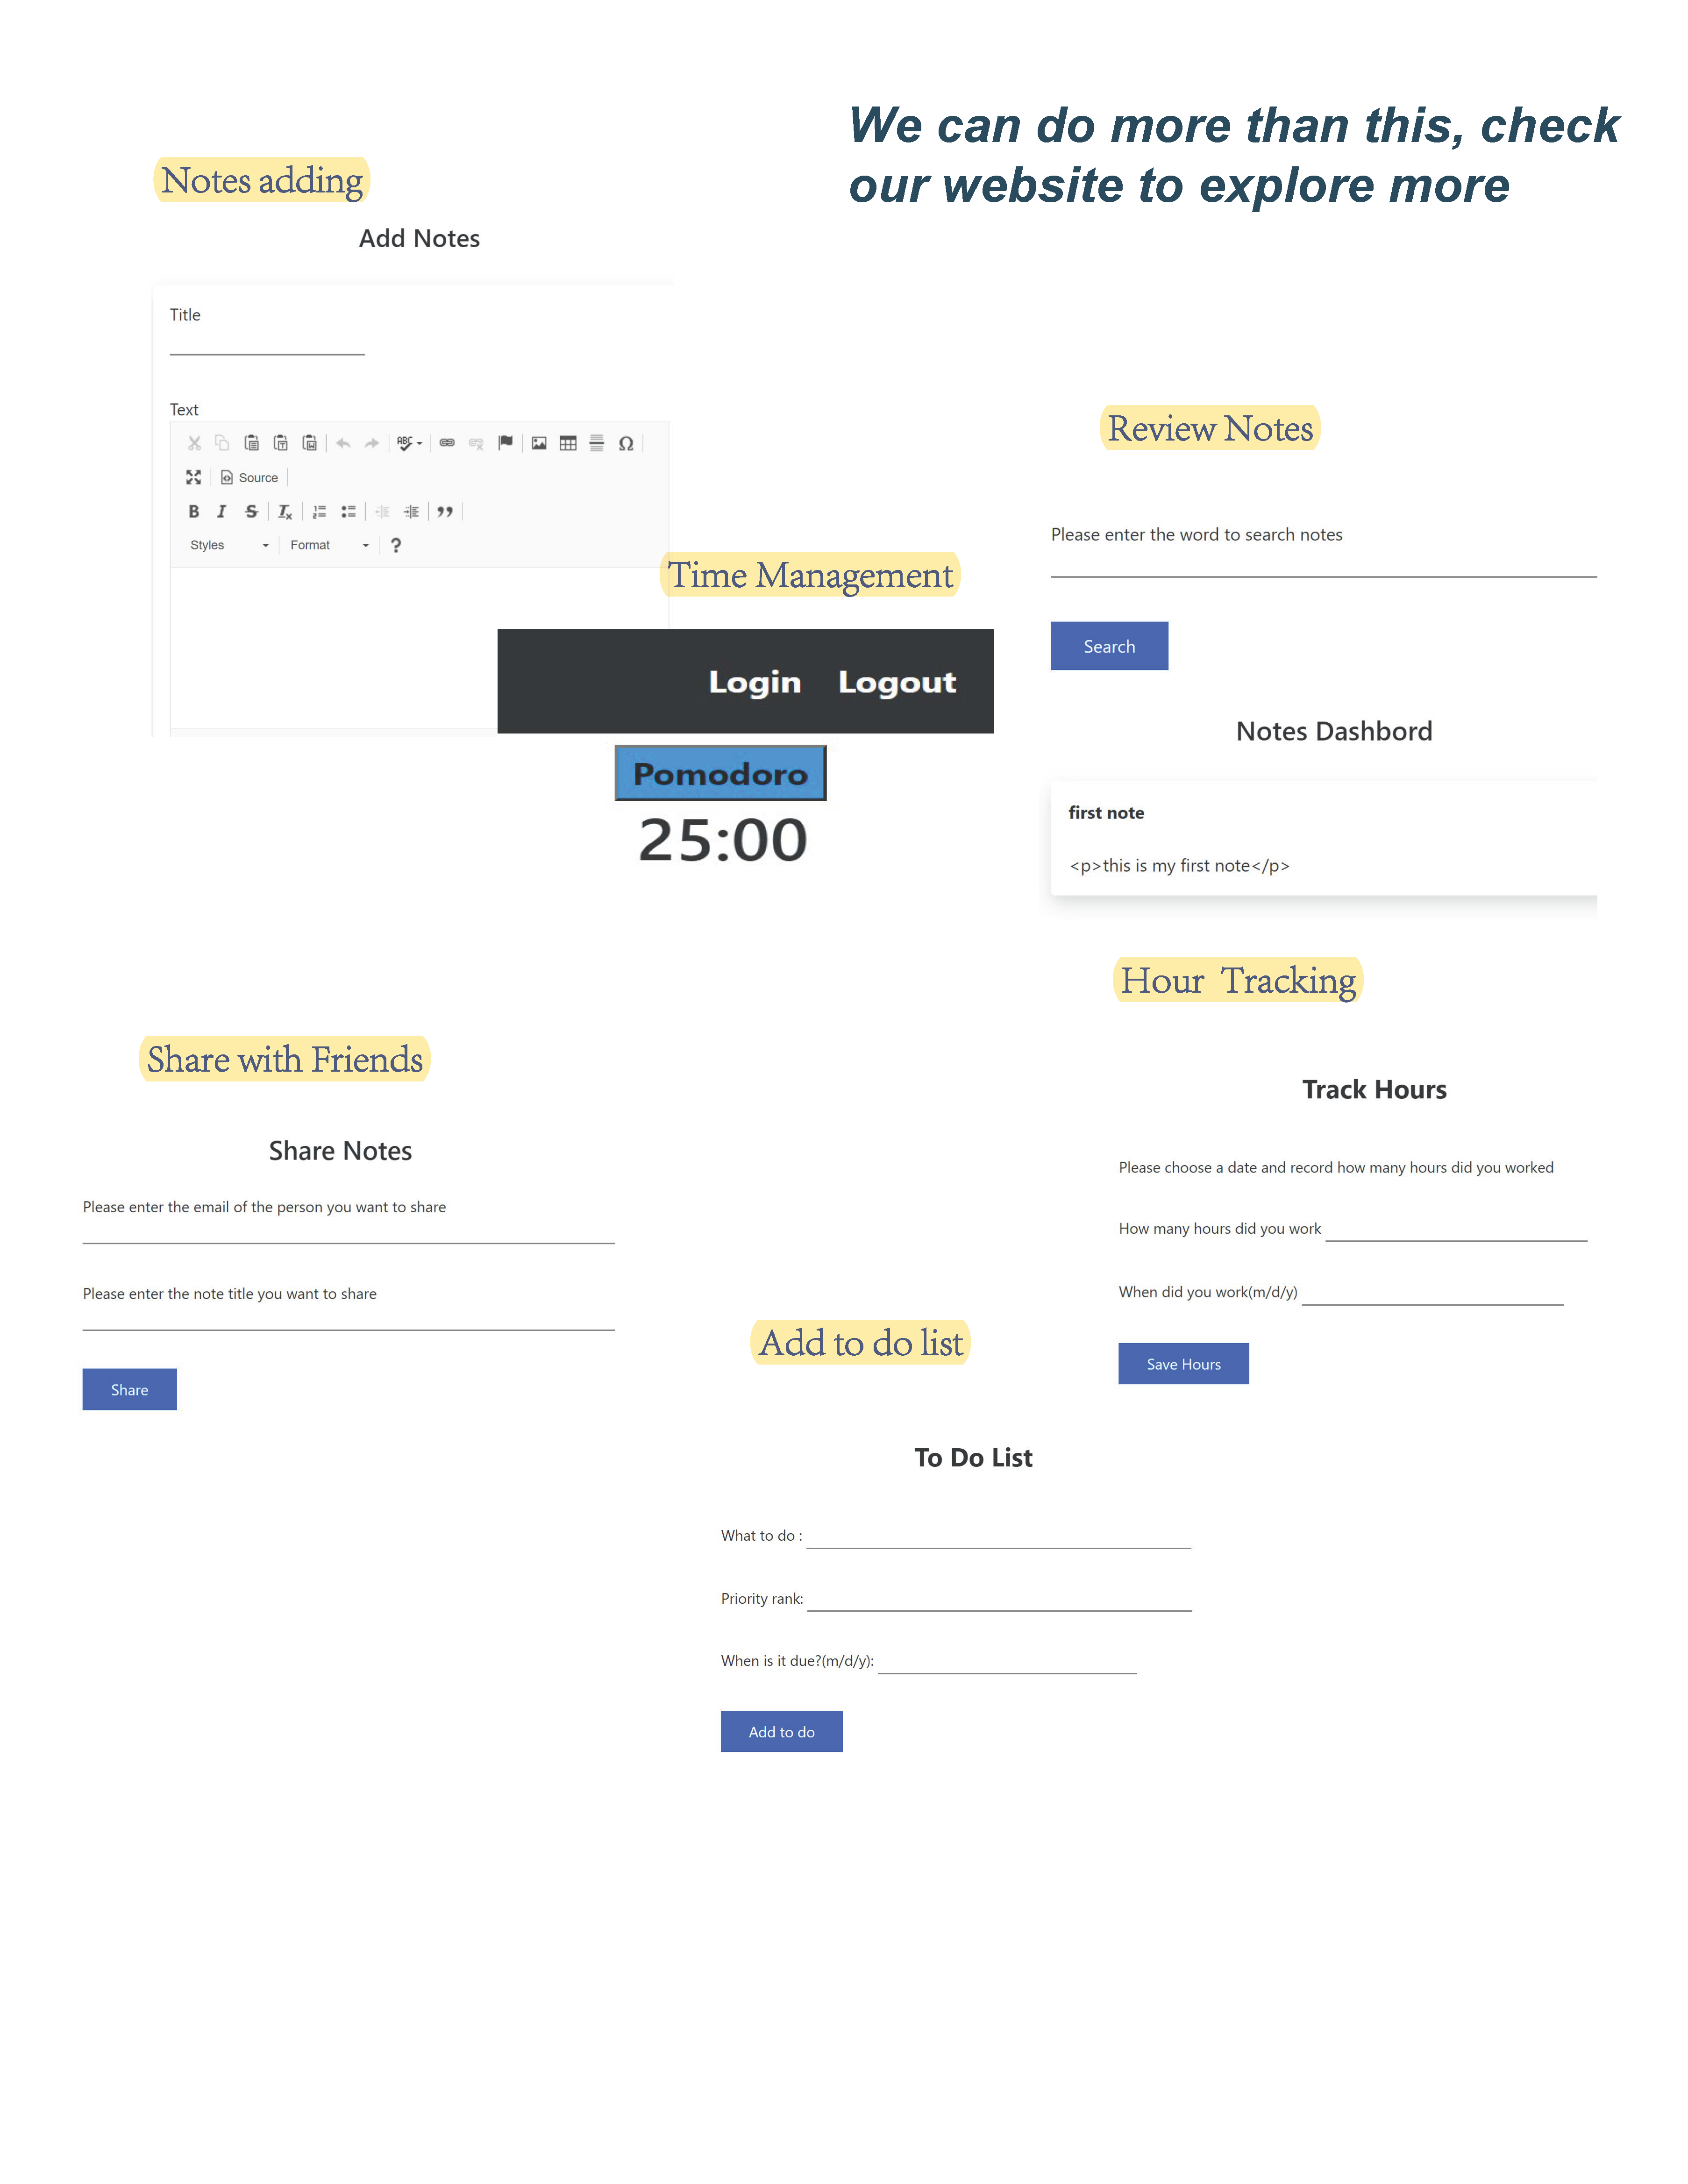 We can do more than this, check
our website to explore more
Notes adding
Add Notes
Title
Text
ABC
Source
B I S Tx
Styles Format ?
Time Management
Login Logout
Pomodoro
25:00
Review Notes
Please enter the word to search notes
Search
Notes Dashbord
first note
<p>this is my first note</p>
Hour Tracking
Track Hours
Please choose a date and record how many hours did you worked
How many hours did you work
When did you work(m/d/y)
Save Hours
Share with Friends
Share Notes
Please enter the email of the person you want to share
Please enter the note title you want to share
Share
Add to do list
To Do List
What to do :
Priority rank:
When is it due?(m/d/y):
Add to do